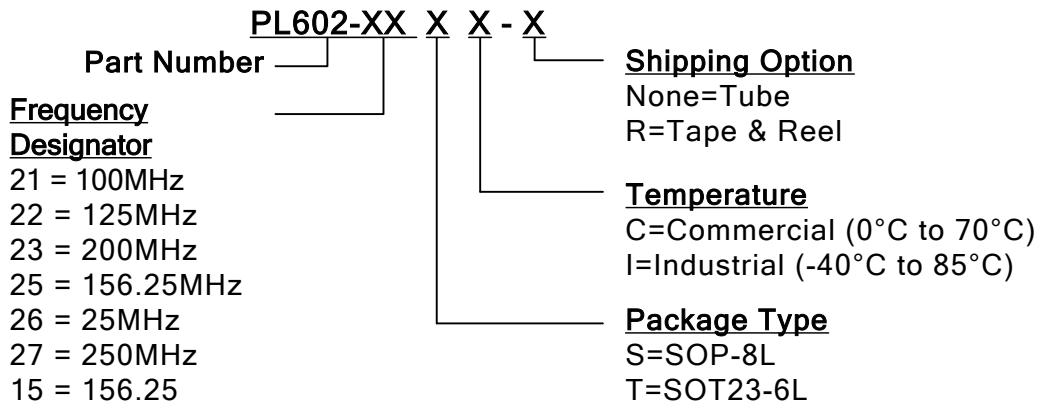 PL602-XX X X - X
Part Number
Frequency
Designator
21 = 100MHz
22 = 125MHz
23 = 200MHz
25 = 156.25MHz
26 = 25MHz
27 = 250MHz
15 = 156.25
Shipping Option
None=Tube
R=Tape & Reel
Temperature
C=Commercial (0°C to 70°C)
I=Industrial (-40°C to 85°C)
Package Type
S=SOP-8L
T=SOT23-6L